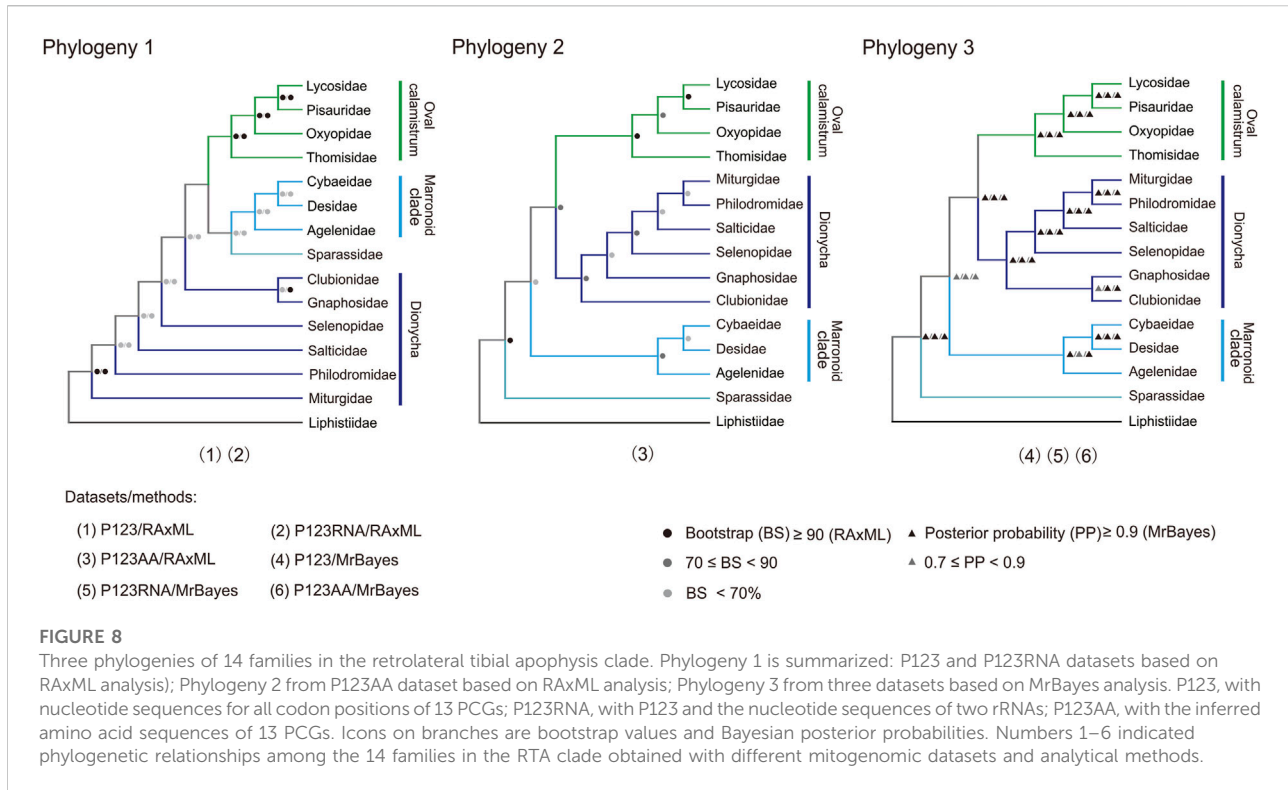 Phylogeny 1
Lycosidae
Pisauridae
Oxyopidae
Thomisidae
Cybaeidae
Desidae
Agelenidae
Sparassidae
Clubionidae
Gnaphosidae
Selenopidae
Salticidae
Philodromidae
Miturgidae
Liphistiidae
Oval
calamistrum
Marronoid
clade
Dionycha
(1) (2)
Phylogeny 2
Lycosidae
Pisauridae
Oxyopidae
Thomisidae
Miturgidae
Philodromidae
Salticidae
Selenopidae
Gnaphosidae
Clubionidae
Cybaeidae
Desidae
Agelenidae
Sparassidae
Liphistiidae
Oval
calamistrum
Dionycha
Marronoid
clade
(3)
Phylogeny 3
Lycosidae
Pisauridae
Oxyopidae
Thomisidae
Miturgidae
Philodromidae
Salticidae
Selenopidae
Gnaphosidae
Clubionidae
Cybaeidae
Desidae
Agelenidae
Sparassidae
Liphistiidae
Oval
calamistrum
Dionycha
Marronoid
clade
(4) (5) (6)
Datasets/methods:
(1) P123/RAxML (2) P123RNA/RAxML
(3) P123AA/RAxML (4) P123/MrBayes
(5) P123RNA/MrBayes (6) P123AA/MrBayes
● Bootstrap (BS) ≥ 90 (RAxML) ▲ Posterior probability (PP) ≥ 0.9 (MrBayes)
● 70 ≤ BS < 90 ▲ 0.7 ≤ PP < 0.9
● BS < 70%
FIGURE 8
Three phylogenies of 14 families in the retrolateral tibial apophysis clade. Phylogeny 1 is summarized: P123 and P123RNA datasets based on
RAxML analysis); Phylogeny 2 from P123AA dataset based on RAxML analysis; Phylogeny 3 from three datasets based on MrBayes analysis. P123, with
nucleotide sequences for all codon positions of 13 PCGs; P123RNA, with P123 and the nucleotide sequences of two rRNAs; P123AA, with the inferred
amino acid sequences of 13 PCGs. Icons on branches are bootstrap values and Bayesian posterior probabilities. Numbers 1–6 indicated
phylogenetic relationships among the 14 families in the RTA clade obtained with different mitogenomic datasets and analytical methods.